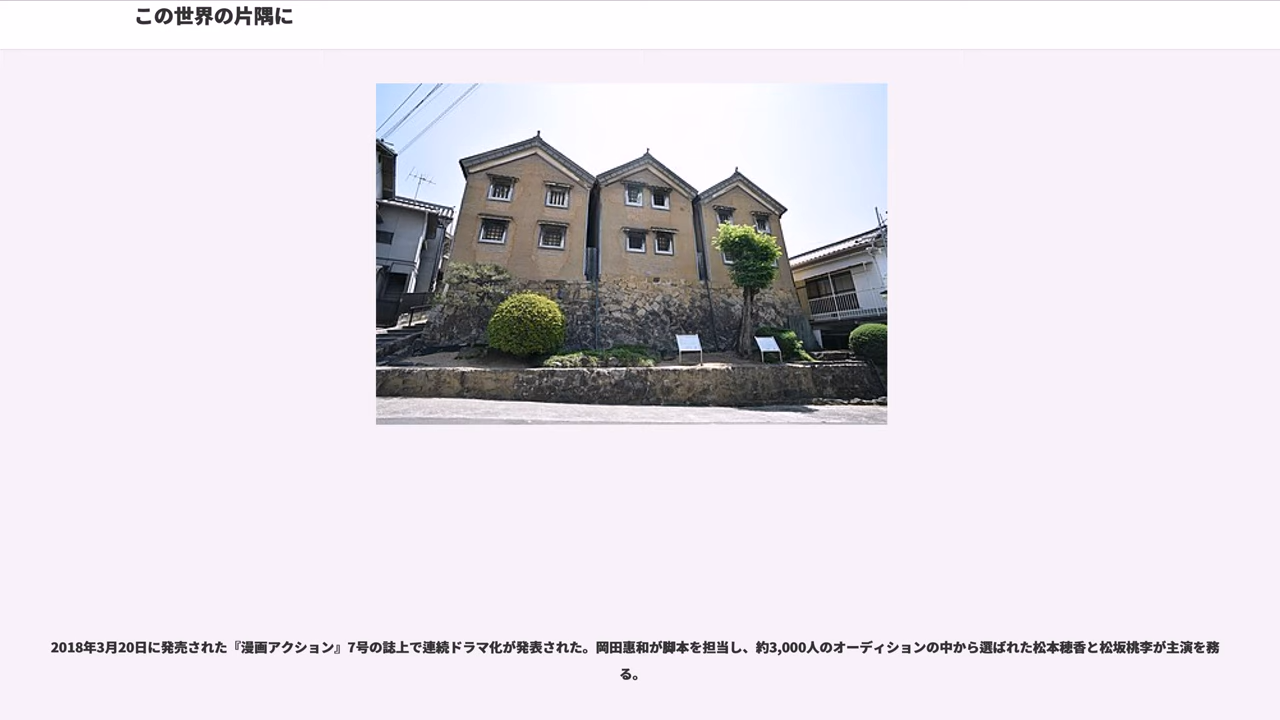 この世界の片隅に
2018年3月20日に発売された『漫画アクション』7号の誌上で連続ドラマ化が発表された。岡田惠和が脚本を担当し、約3,000人のオーディションの中から選ばれた松本穂香と松坂桃李が主演を務
る。